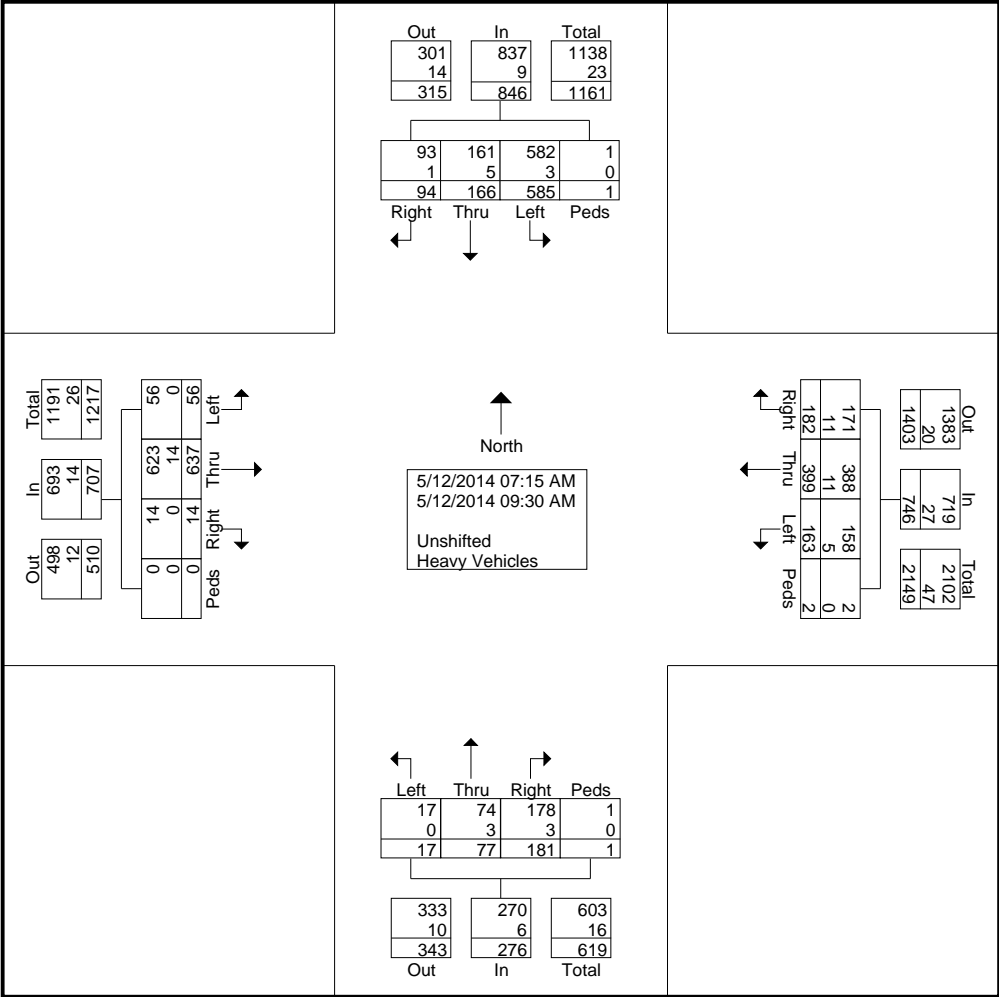 Out In Total
301 837 1138
14 9 23
315 846 1161
93 161 582 1
1 5 3 0
94 166 585 1
Right Thru Left Peds
Total
1191
26
1217
In
693
14
707
Out
498
12
510
56 623 14 0
0 14 0 0
56 637 14 0
Left Thru Right Peds
North
5/12/2014 07:15 AM
5/12/2014 09:30 AM
Unshifted
Heavy Vehicles
Right Thru Left Peds
171 388 158 2
11 11 5 0
182 399 163 2
Out In Total
1383 719 2102
20 27 47
1403 746 2149
Left Thru Right Peds
17 74 178 1
0 3 3 0
17 77 181 1
333 270 603
10 6 16
343 276 619
Out In Total